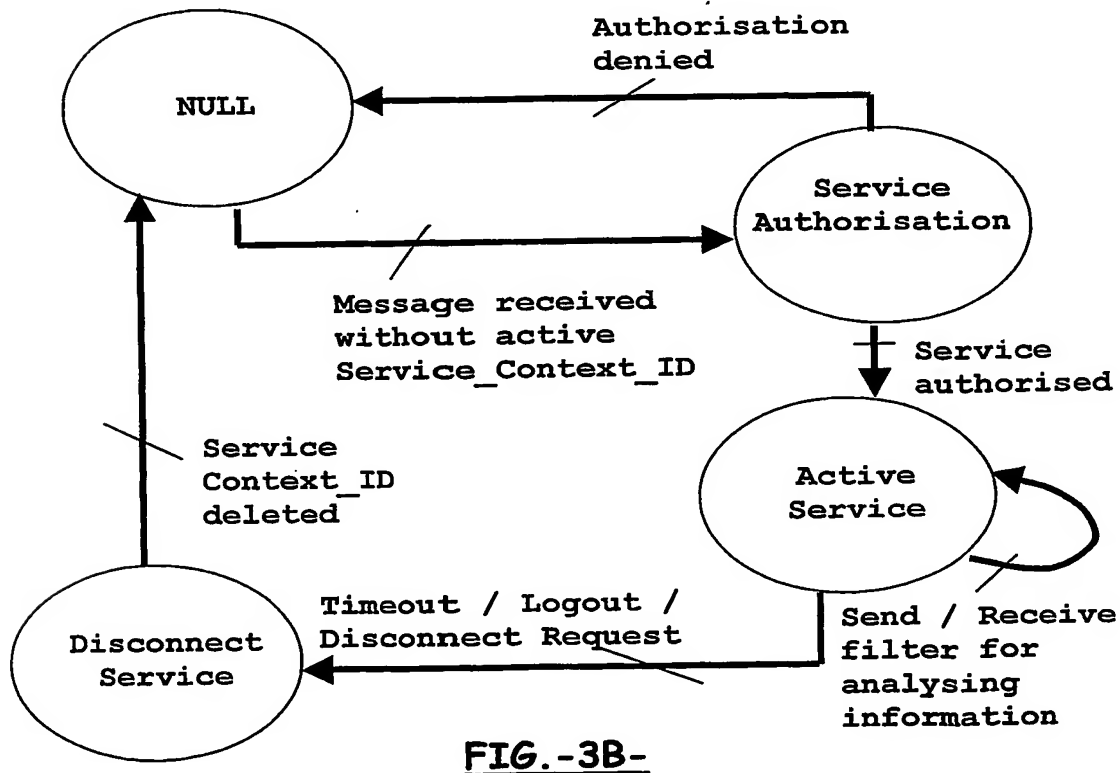 Authorisation
denied
NULL
Service
Authorisation
Message received
without active
Service_Context_ID
Service
authorised
Service
Context_ID
deleted
Active
Service
Timeout / Logout /
Disconnect Request
Send / Receive
filter for
analysing
information
Disconnect
Service
FIG.-3B-